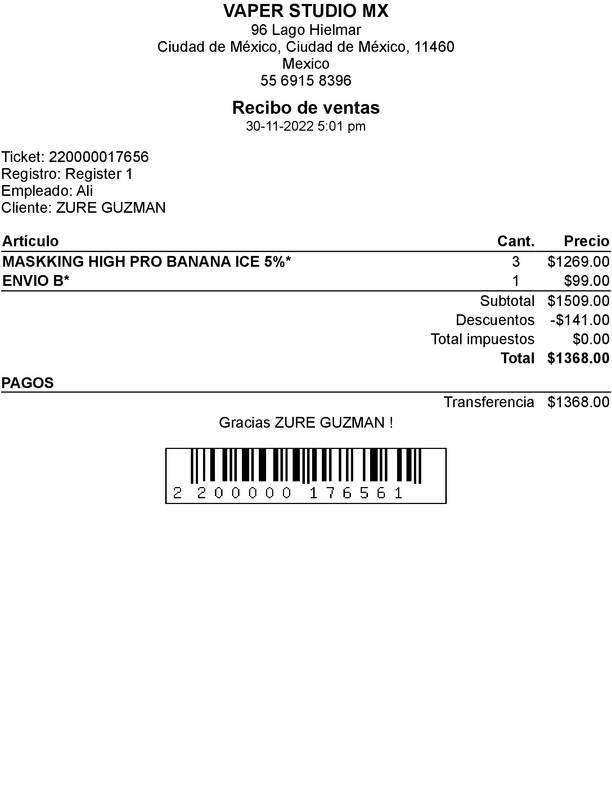 VAPER STUDIO MX
96 Lago Hielmar
Ciudad de México, Ciudad de México, 11460
Mexico
55 6915 8396
Recibo de ventas
30-11-2022 5:01 pm
Ticket: 220000017656
Registro: Register 1
Empleado: Ali
Cliente: ZURE GUZMAN
Artículo Cant. Precio
MASKKING HIGH PRO BANANA ICE 5%* 3 $1269.00
ENVIO B* 1 $99.00
Subtotal $1509.00
Descuentos -$141.00
Total impuestos $0.00
Total $1368.00
PAGOS
Transferencia $1368.00
Gracias ZURE GUZMAN !
2 200000 176561